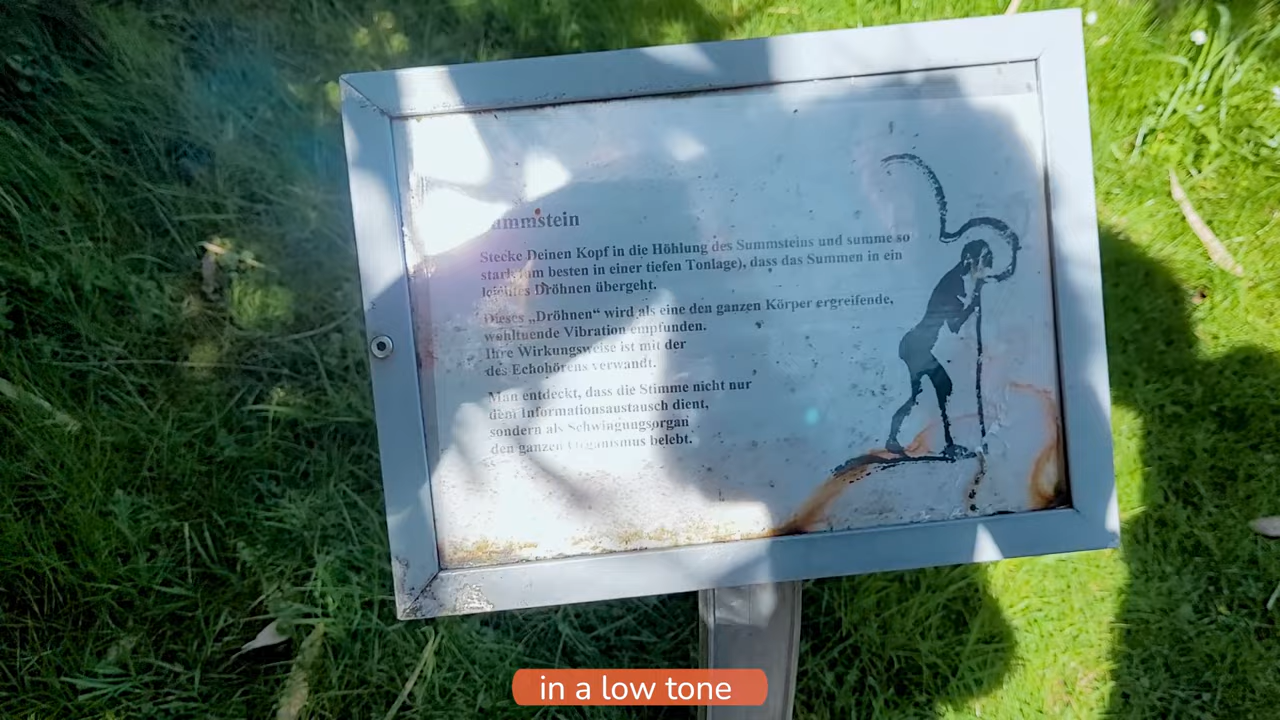 ammstein
Stecke Deinen Kopf in die Höhlung des Summsteins und summe so
stark (am besten in einer tiefen Tonlage), dass das Summen in ein
leichtes Dröhnen übergeht.
Dieses „Dröhnen“ wird als eine den ganzen Körper ergreifende,
wohltuende Vibration empfunden.
Ihre Wirkungsweise ist mit der
des Echohörens verwandt.
Man entdeckt, dass die Stimme nicht nur
dem Informationsaustausch dient,
sondern als Schwingungsorgan
den ganzen Organismus belebt.
in a low tone